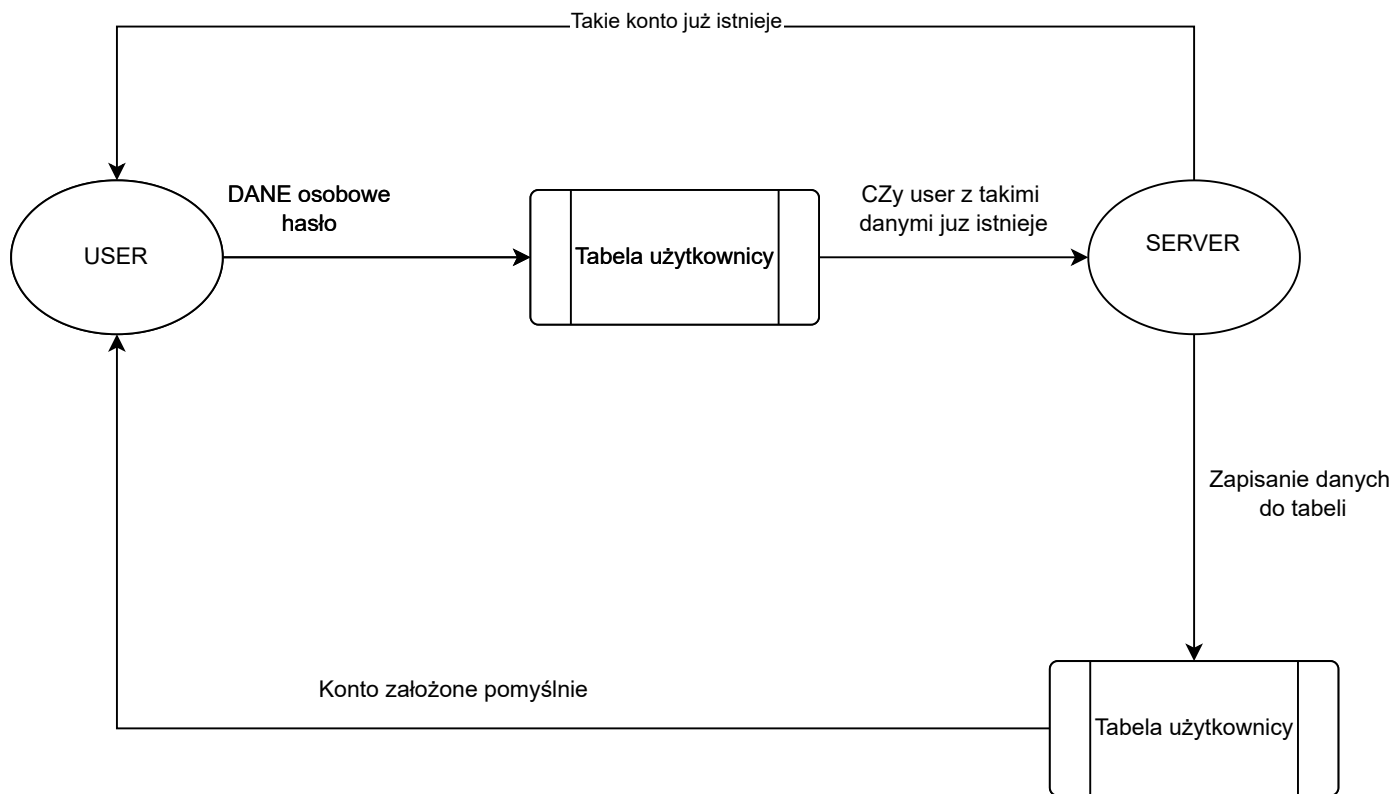 Takie konto już istnieje
DANE osobowe
hasło
CZy user z takimi
danymi juz istnieje
USER
Tabela użytkownicy
SERVER
Zapisanie danych
do tabeli
Konto założone pomyślnie
Tabela użytkownicy